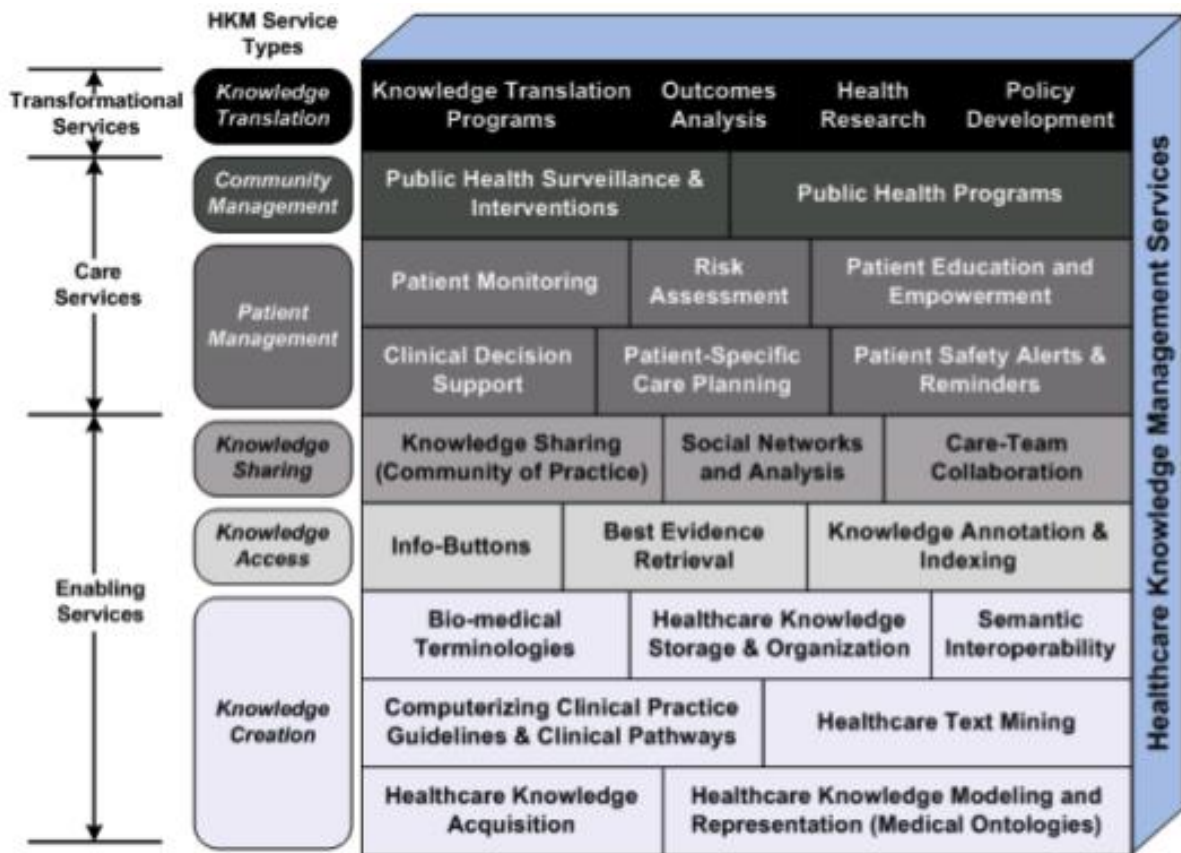 HKM Service
Types
Transformational
Services
Knowledge
Translation
Knowledge Translation
Programs
Outcomes
Analysis
Health
Research
Policy
Development
Care
Services
Community
Management
Public Health Surveillance &
Interventions
Public Health Programs
Patient
Management
Patient Monitoring
Risk
Assessment
Patient Education and
Empowerment
Clinical Decision
Support
Patient-Specific
Care Planning
Patient Safety Alerts &
Reminders
Enabling
Services
Knowledge
Sharing
Knowledge Sharing
(Community of Practice)
Social Networks
and Analysis
Care-Team
Collaboration
Knowledge
Access
Info-Buttons
Best Evidence
Retrieval
Knowledge Annotation &
Indexing
Knowledge
Creation
Bio-medical
Terminologies
Healthcare Knowledge
Storage & Organization
Semantic
Interoperability
Computerizing Clinical Practice
Guidelines & Clinical Pathways
Healthcare Text Mining
Healthcare Knowledge
Acquisition
Healthcare Knowledge Modeling and
Representation (Medical Ontologies)
Healthcare Knowledge Management Services